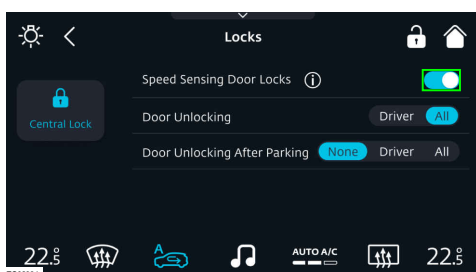 Locks
Speed Sensing Door Locks
Central Lock
Door Unlocking Driver All
Door Unlocking After Parking None Driver All
22.5 A AUTO A/C 22.5